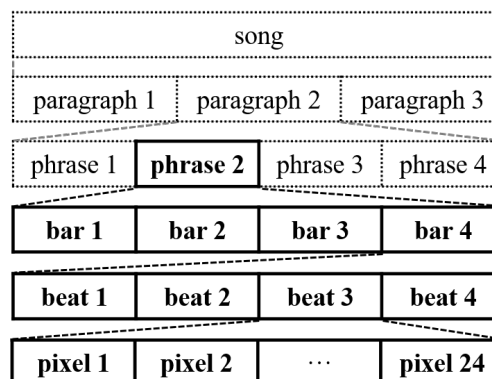 song
paragraph 1 paragraph 2 paragraph 3
phrase 1 phrase 2 phrase 3 phrase 4
bar 1 bar 2 bar 3 bar 4
beat 1 beat 2 beat 3 beat 4
pixel 1 pixel 2 ··· pixel 24